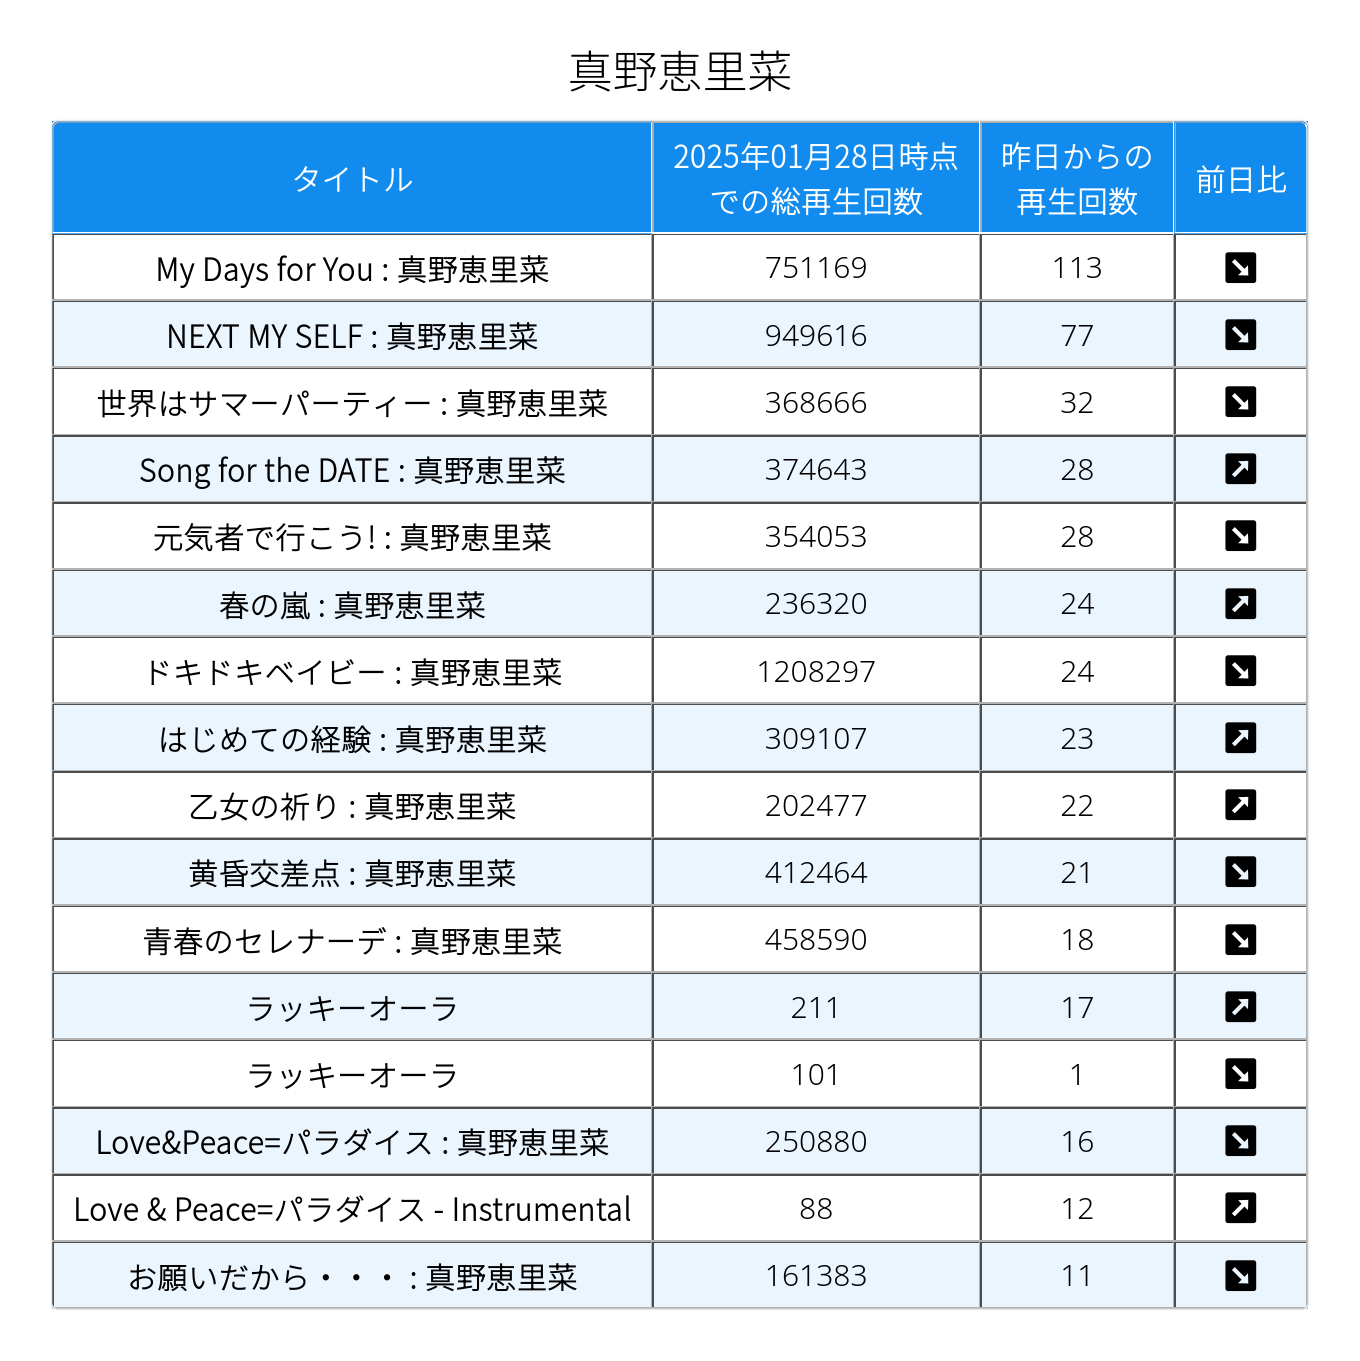 真野恵里菜
タイトル 2025年01月28日時点での総再生回数 昨日からの再生回数 前日比
My Days for You : 真野恵里菜 751169 113 ↘
NEXT MY SELF : 真野恵里菜 949616 77 ↘
世界はサマーパーティー : 真野恵里菜 368666 32 ↘
Song for the DATE : 真野恵里菜 374643 28 ↗
元気者で行こう! : 真野恵里菜 354053 28 ↘
春の嵐 : 真野恵里菜 236320 24 ↗
ドキドキベイビー : 真野恵里菜 1208297 24 ↘
はじめての経験 : 真野恵里菜 309107 23 ↗
乙女の祈り : 真野恵里菜 202477 22 ↗
黄昏交差点 : 真野恵里菜 412464 21 ↘
青春のセレナーデ : 真野恵里菜 458590 18 ↘
ラッキーオーラ 211 17 ↗
ラッキーオーラ 101 1 ↘
Love&Peace=パラダイス : 真野恵里菜 250880 16 ↘
Love & Peace=パラダイス - Instrumental 88 12 ↗
お願いだから・・・ : 真野恵里菜 161383 11 ↘